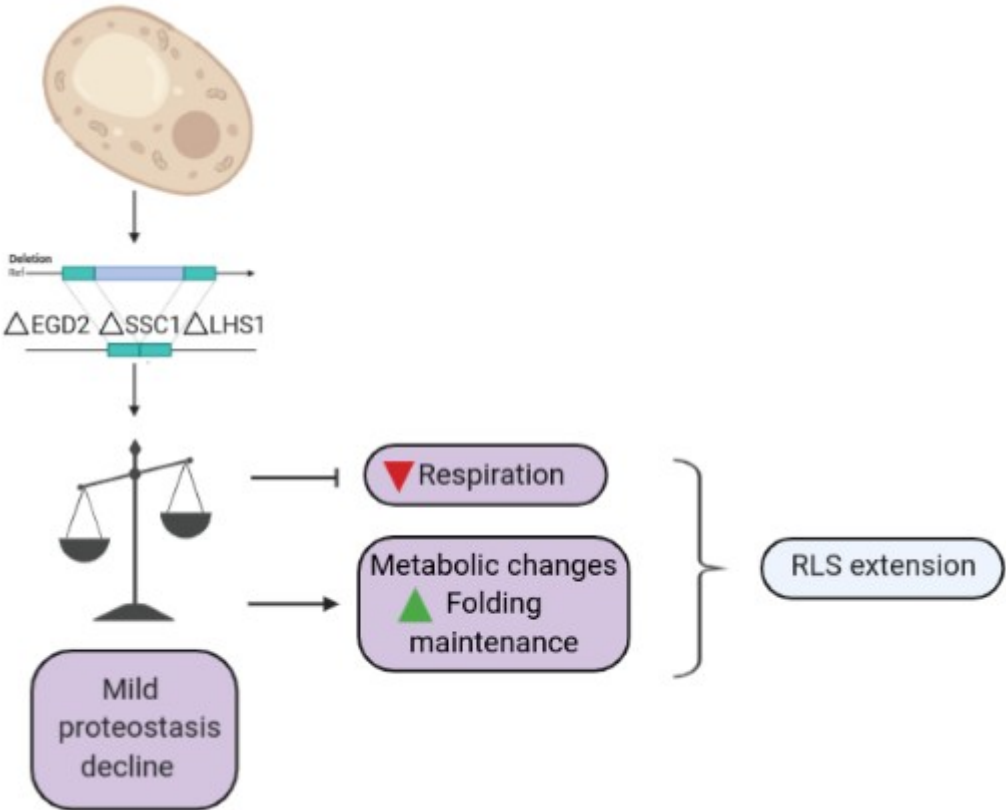 Deletion
Ref
△EGD2 △SSC1 △LHS1
Respiration
Metabolic changes
Folding
maintenance
RLS extension
Mild
proteostasis
decline